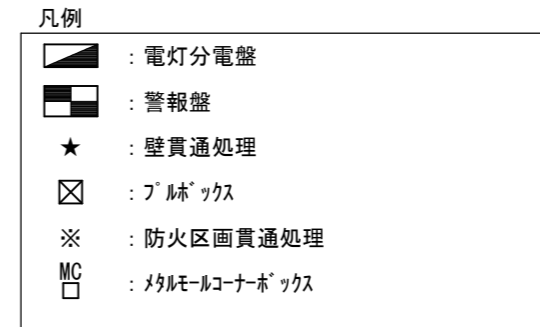 凡例
：電灯分電盤
：警報盤
★ ：壁貫通処理
：ﾌﾟﾙﾎﾞｯｸｽ
※ ：防火区画貫通処理
MC
□ ：ﾒﾀﾙﾓｰﾙｺｰﾅｰﾎﾞｯｸｽ